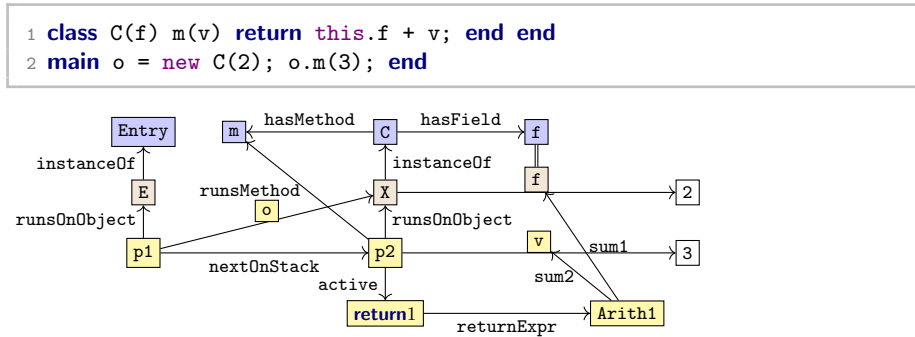 1 class C(f) m(v) return this.f + v; end end
2 main o = new C(2); o.m(3); end
hasMethod hasField
Entry m C f
instanceOf instanceOf
E runsMethod X f 2
o
runsOnObject runsOnObject
p1 p2 v sum1 3
nextOnStack sum2
active
return1 Arith1
returnExpr